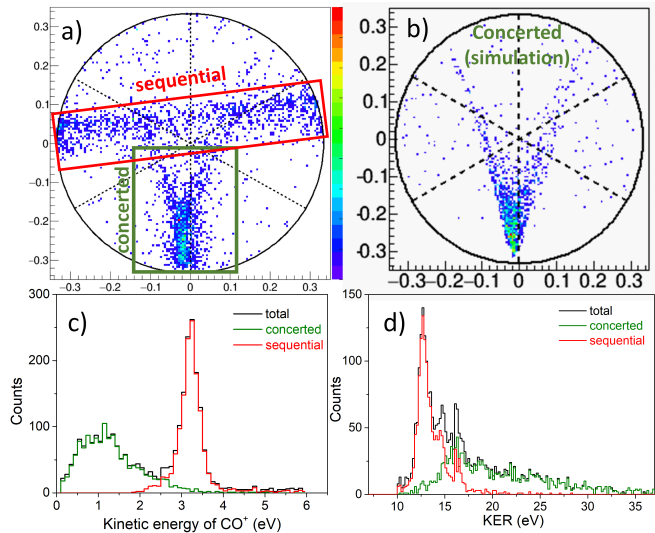 a)
sequential
concerted
0.3
0.2
0.1
0
-0.1
-0.2
-0.3
-0.3 -0.2 -0.1 0 0.1 0.2 0.3
b)
Concerted
(simulation)
0.3
0.2
0.1
0
-0.1
-0.2
-0.3
-0.3 -0.2 -0.1 0 0.1 0.2 0.3
c)
total
concerted
sequential
Counts
300
200
100
0
0 1 2 3 4 5 6
Kinetic energy of CO⁺ (eV)
d)
total
concerted
sequential
Counts
150
100
50
0
10 15 20 25 30 35
KER (eV)